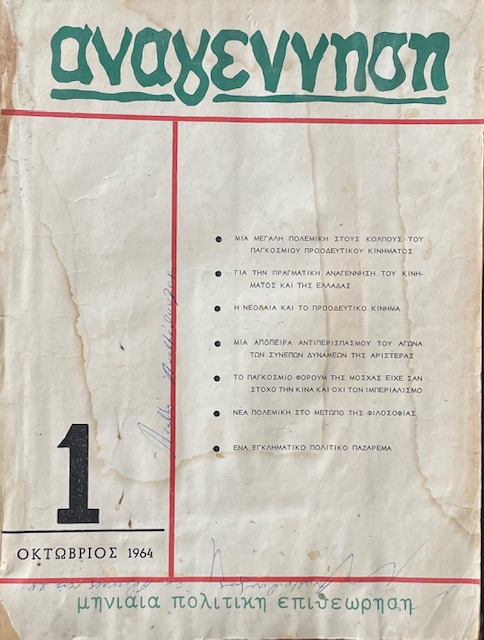 αναγεννηση
ΜΙΑ ΜΕΓΑΛΗ ΠΟΛΕΜΙΚΗ ΣΤΟΥΣ ΚΟΛΠΟΥΣ ΤΟΥ
ΠΑΓΚΟΣΜΙΟΥ ΠΡΟΟΔΕΥΤΙΚΟΥ ΚΙΝΗΜΑΤΟΣ
ΓΙΑ ΤΗΝ ΠΡΑΓΜΑΤΙΚΗ ΑΝΑΓΕΝΝΗΣΗ ΤΟΥ ΚΙΝΗ-
ΜΑΤΟΣ ΚΑΙ ΤΗΣ ΕΛΛΑΔΑΣ
Η ΝΕΟΛΑΙΑ ΚΑΙ ΤΟ ΠΡΟΟΔΕΥΤΙΚΟ ΚΙΝΗΜΑ
ΜΙΑ ΑΠΟΠΕΙΡΑ ΑΝΤΙΠΕΡΙΣΠΑΣΜΟΥ ΤΟΥ ΑΓΩΝΑ
ΤΩΝ ΣΥΝΕΠΩΝ ΔΥΝΑΜΕΩΝ ΤΗΣ ΑΡΙΣΤΕΡΑΣ
ΤΟ ΠΑΓΚΟΣΜΙΟ ΦΟΡΟΥΜ ΤΗΣ ΜΟΣΧΑΣ ΕΙΧΕ ΣΑΝ
ΣΤΟΧΟ ΤΗΝ ΚΙΝΑ ΚΑΙ ΟΧΙ ΤΟΝ ΙΜΠΕΡΙΑΛΙΣΜΟ
ΝΕΑ ΠΟΛΕΜΙΚΗ ΣΤΟ ΜΕΤΩΠΟ ΤΗΣ ΦΙΛΟΣΟΦΙΑΣ
ΕΝΑ ΕΓΚΛΗΜΑΤΙΚΟ ΠΟΛΙΤΙΚΟ ΠΑΖΑΡΕΜΑ
1
ΟΚΤΩΒΡΙΟΣ 1964
μηνιαια πολιτικη επιθεωρηση